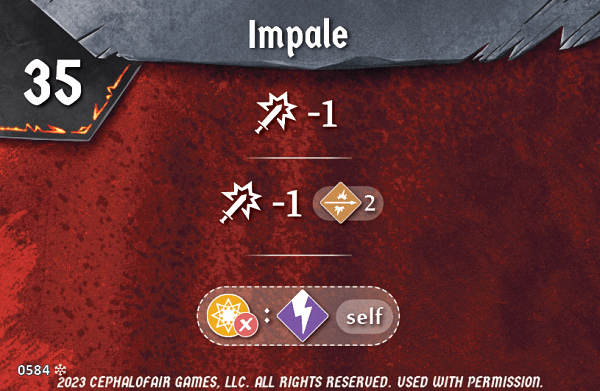 Impale
35
-1
-1 2
: self
0584
2023 CEPHALOFAIR GAMES, LLC. ALL RIGHTS RESERVED. USED WITH PERMISSION.